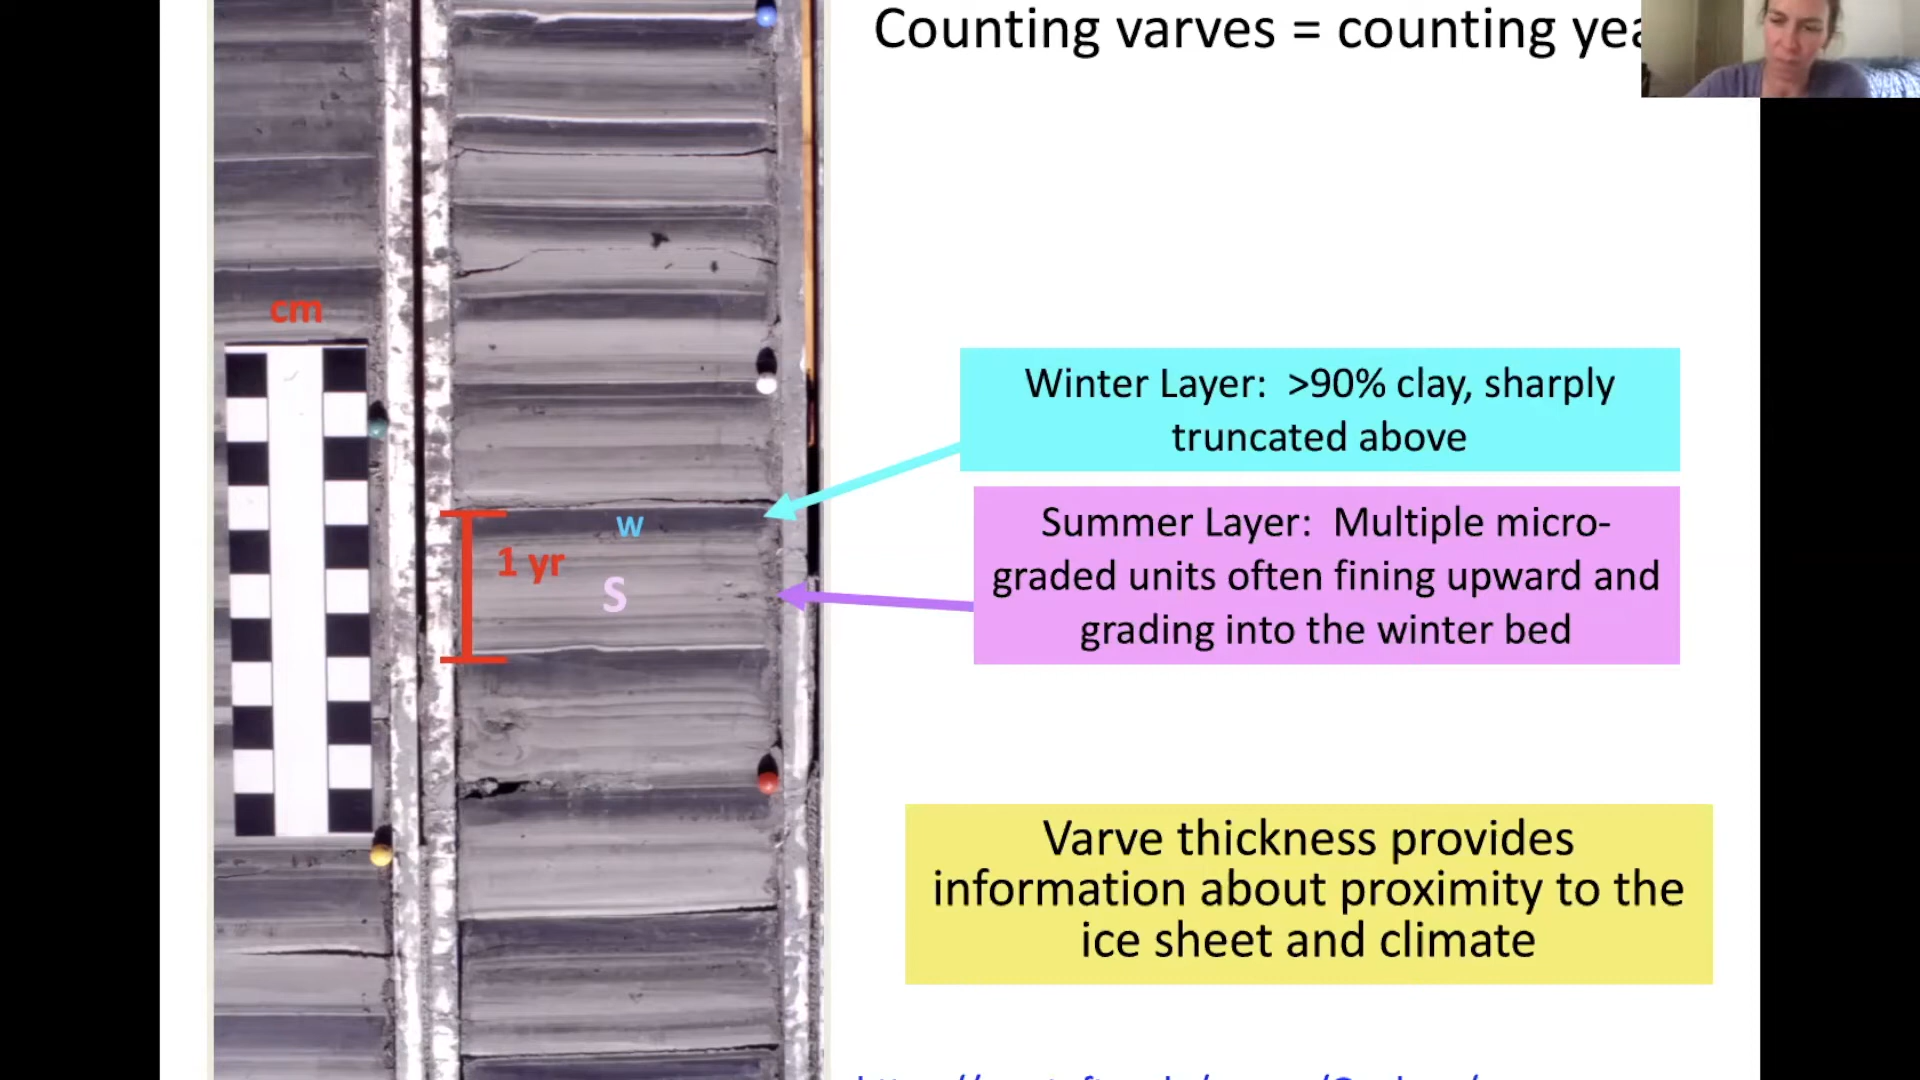 Counting varves = counting
cm
Winter Layer: >90% clay, sharply
truncated above
w
1 yr
S
Summer Layer: Multiple micro-
graded units often fining upward and
grading into the winter bed
Varve thickness provides
information about proximity to the
ice sheet and climate